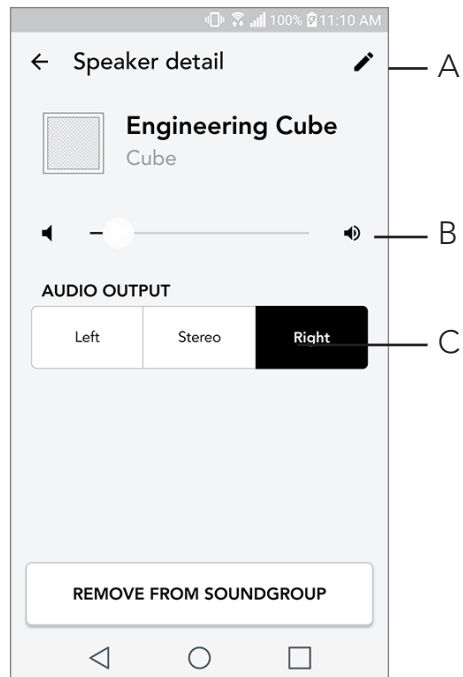 100% 11:10 AM
Speaker detail
A
Engineering Cube
Cube
B
AUDIO OUTPUT
Left Stereo Right
C
REMOVE FROM SOUNDGROUP